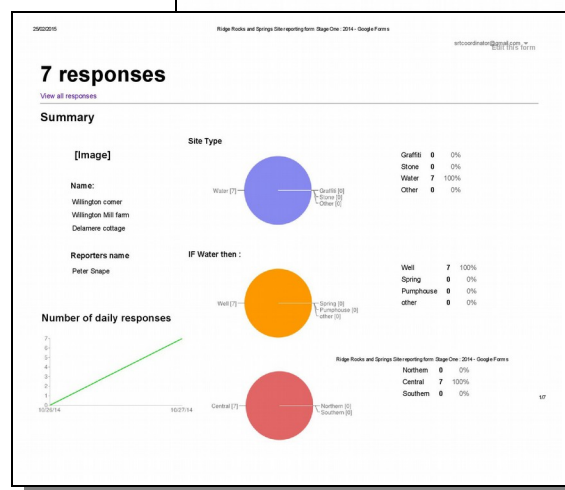 25/02/2015
Ridge Rocks and Springs Site reporting form Stage One : 2014 - Google Forms
srtcoordinator@gmail.com
Edit this form
7 responses
View all responses
Summary
[Image]
Name:
Willington corner
Willington Mill farm
Delamere cottage
Reporters name
Peter Snape
Site Type
Water [7]
Graffiti [0]
Stone [0]
Other [0]
Graffiti 0 0%
Stone 0 0%
Water 7 100%
Other 0 0%
IF Water then :
Well [7]
Spring [0]
Pumphouse [0]
other [0]
Well 7 100%
Spring 0 0%
Pumphouse 0 0%
other 0 0%
Number of daily responses
7
6
5
4
3
2
1
0
10/27/14
Ridge Rocks and Springs Site reporting form Stage One : 2014 - Google Forms
Central [7]
Northern [0]
Southern [0]
Northern 0 0%
Central 7 100%
Southern 0 0%
1/7